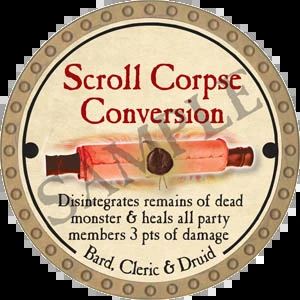 Scroll Corpse
Conversion
SAMPLE
Disintegrates remains of dead
monster & heals all party
members 3 pts of damage
Bard, Cleric & Druid